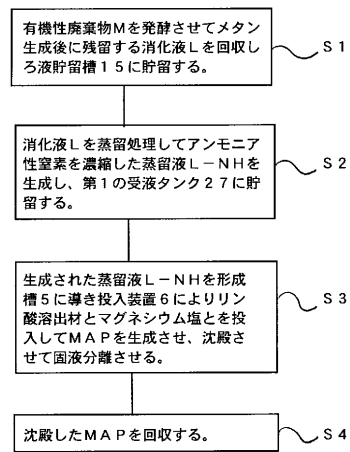 有機性廃棄物Mを発酵させてメタン
生成後に残留する消化液Lを回収し
ろ液貯留槽15に貯留する。
S1
消化液Lを蒸留処理してアンモニア
性窒素を濃縮した蒸留液L-NHを
生成し、第1の受液タンク27に貯
留する。
S2
生成された蒸留液L-NHを形成
槽5に導き投入装置6によりリン
酸溶出材とマグネシウム塩とを投
入してMAPを生成させ、沈殿さ
せて固液分離させる。
S3
沈殿したMAPを回収する。
S4